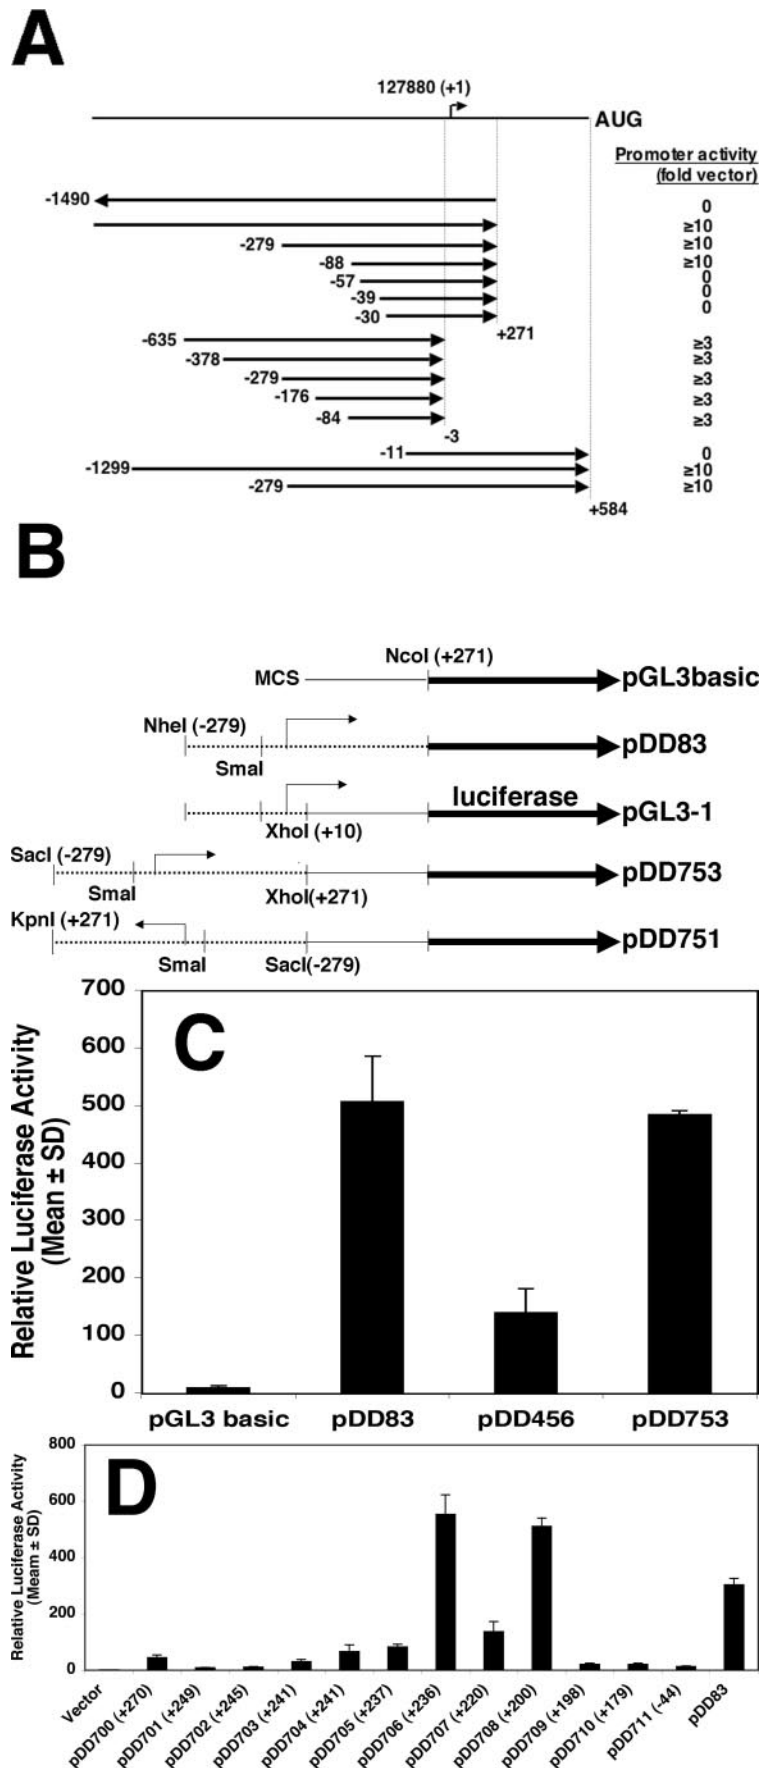 A
127880 (+1)
AUG
Promoter activity
(fold vector)
-1490
0
≥10
-279
≥10
-88
≥10
-57
0
-39
0
-30
0
+271
-635
≥3
-378
≥3
-279
≥3
-176
≥3
-84
≥3
-3
-11
0
-1299
≥10
-279
≥10
+584
B
NcoI (+271)
MCS
pGL3basic
NheI (-279)
SmaI
pDD83
luciferase
XhoI (+10)
pGL3-1
SacI (-279)
SmaI
XhoI(+271)
pDD753
KpnI (+271)
SmaI
SacI(-279)
pDD751
C
Relative Luciferase Activity
(Mean ± SD)
700
600
500
400
300
200
100
0
pGL3 basic
pDD83
pDD456
pDD753
D
Relative Luciferase Activity
(Meam ± SD)
800
600
400
200
0
Vector
pDD700 (+270)
pDD701 (+249)
pDD702 (+245)
pDD703 (+241)
pDD704 (+241)
pDD705 (+237)
pDD706 (+236)
pDD707 (+220)
pDD708 (+200)
pDD709 (+198)
pDD710 (+179)
pDD711 (-44)
pDD83